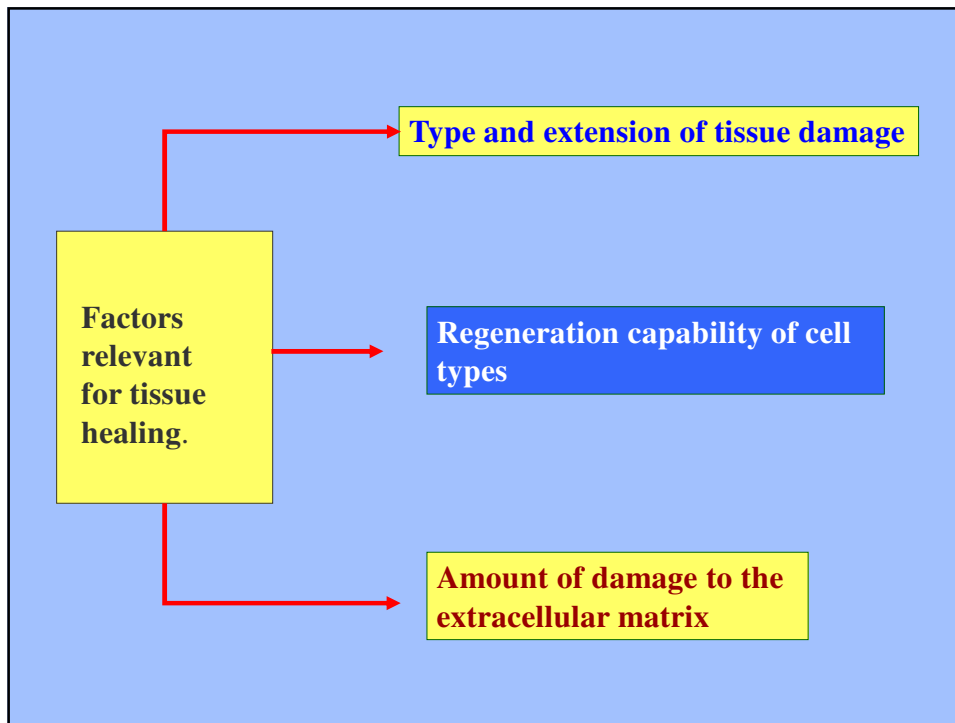 Type and extension of tissue damage
Factors
relevant
for tissue
healing.
Regeneration capability of cell
types
Amount of damage to the
extracellular matrix